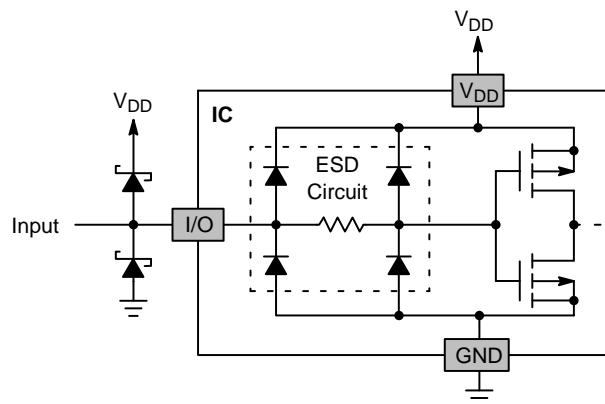 VDD
VDD
VDD
IC
ESD
Circuit
Input
I/O
GND